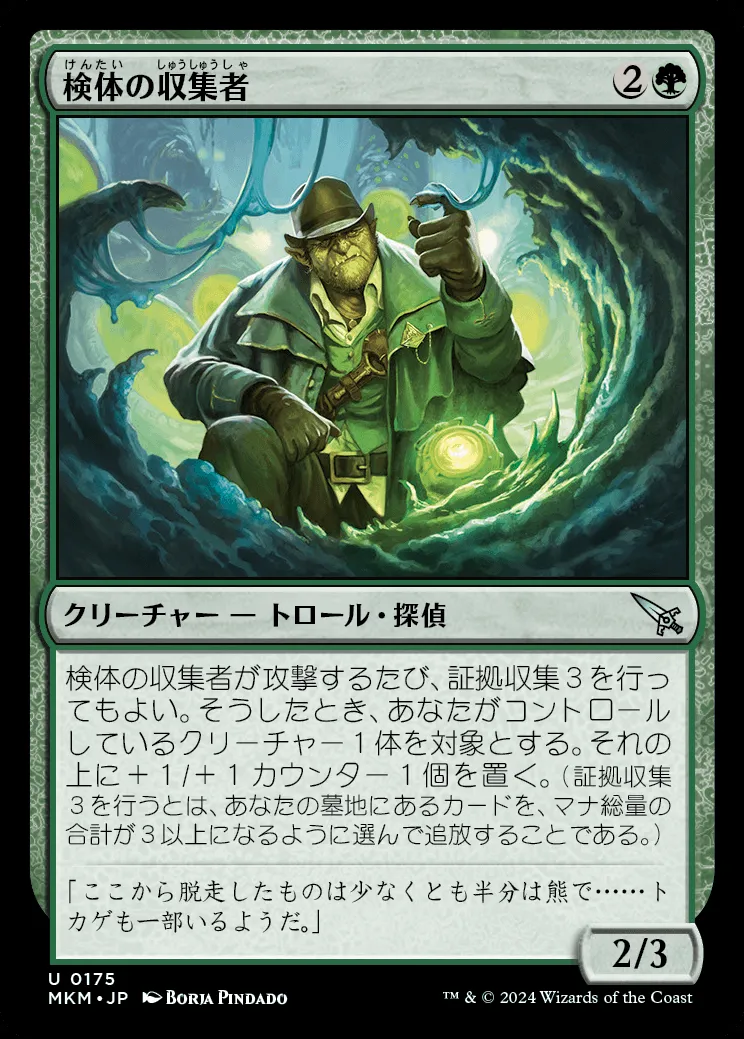 けんたい しゅうしゅうしゃ
検体の収集者 2
クリーチャー — トロール・探偵
検体の収集者が攻撃するたび、証拠収集３を行っ
てもよい。そうしたとき、あなたがコントロール
しているクリーチャー１体を対象とする。それの
上に＋１/＋１カウンター１個を置く。（証拠収集
３を行うとは、あなたの墓地にあるカードを、マナ総量の
合計が３以上になるように選んで追放することである。）
「ここから脱走したものは少なくとも半分は熊で……ト
カゲも一部いるようだ。」
2/3
U 0175
MKM • JP Borja Pindado
™ & © 2024 Wizards of the Coast